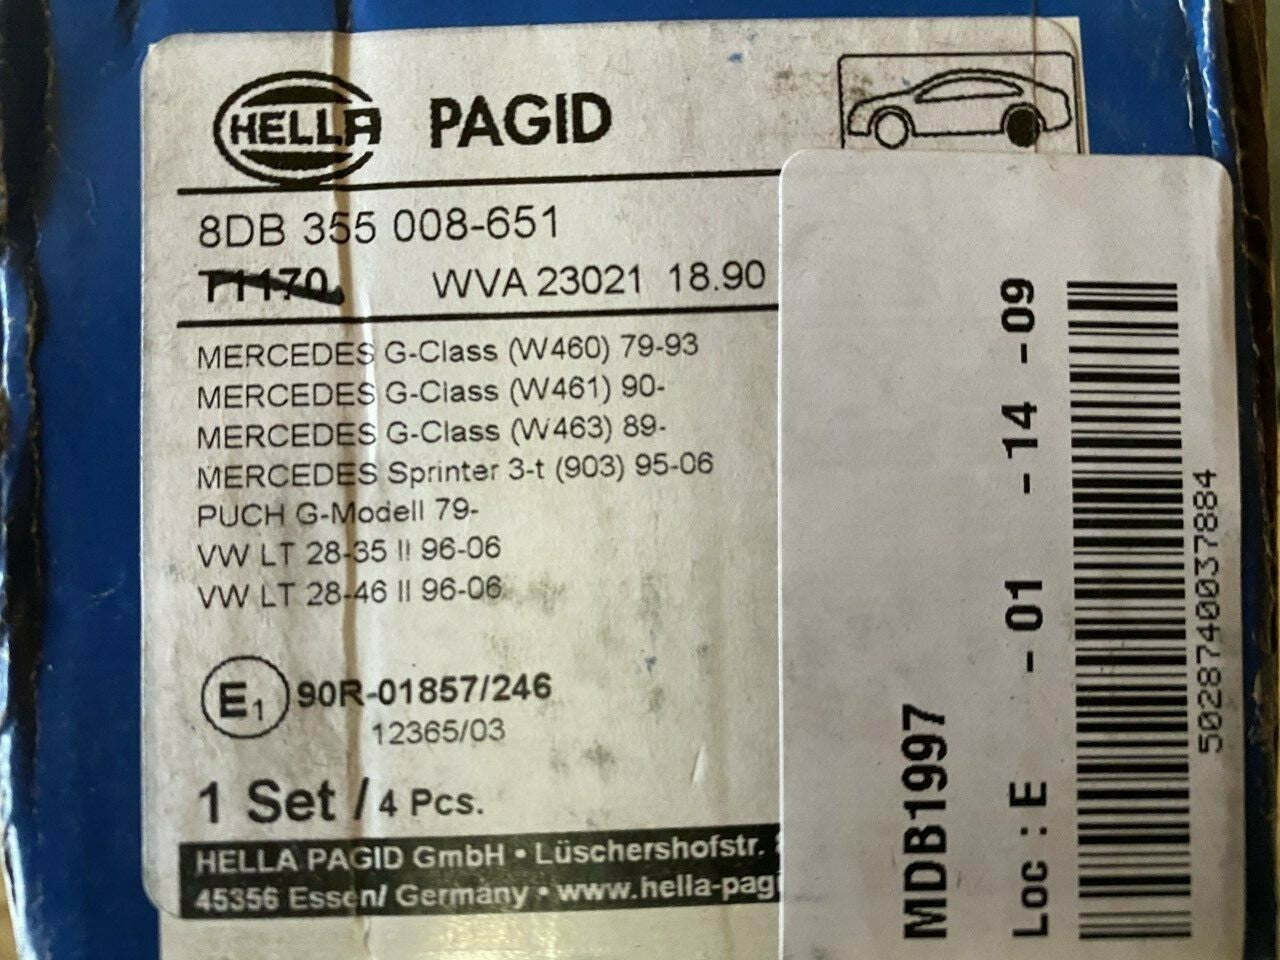 HELLA PAGID
8DB 355 008-651
T1170. WVA 23021 18.90
MERCEDES G-Class (W460) 79-93
MERCEDES G-Class (W461) 90-
MERCEDES G-Class (W463) 89-
MERCEDES Sprinter 3-t (903) 95-06
PUCH G-Modell 79-
VW LT 28-35 II 96-06
VW LT 28-46 II 96-06
E1 90R-01857/246
12365/03
1 Set / 4 Pcs.
HELLA PAGID GmbH • Lüschershofstr.
45356 Essen/ Germany • www.hella-pagi
MDB1997
Loc : E -01 -14 -09
5028740037884